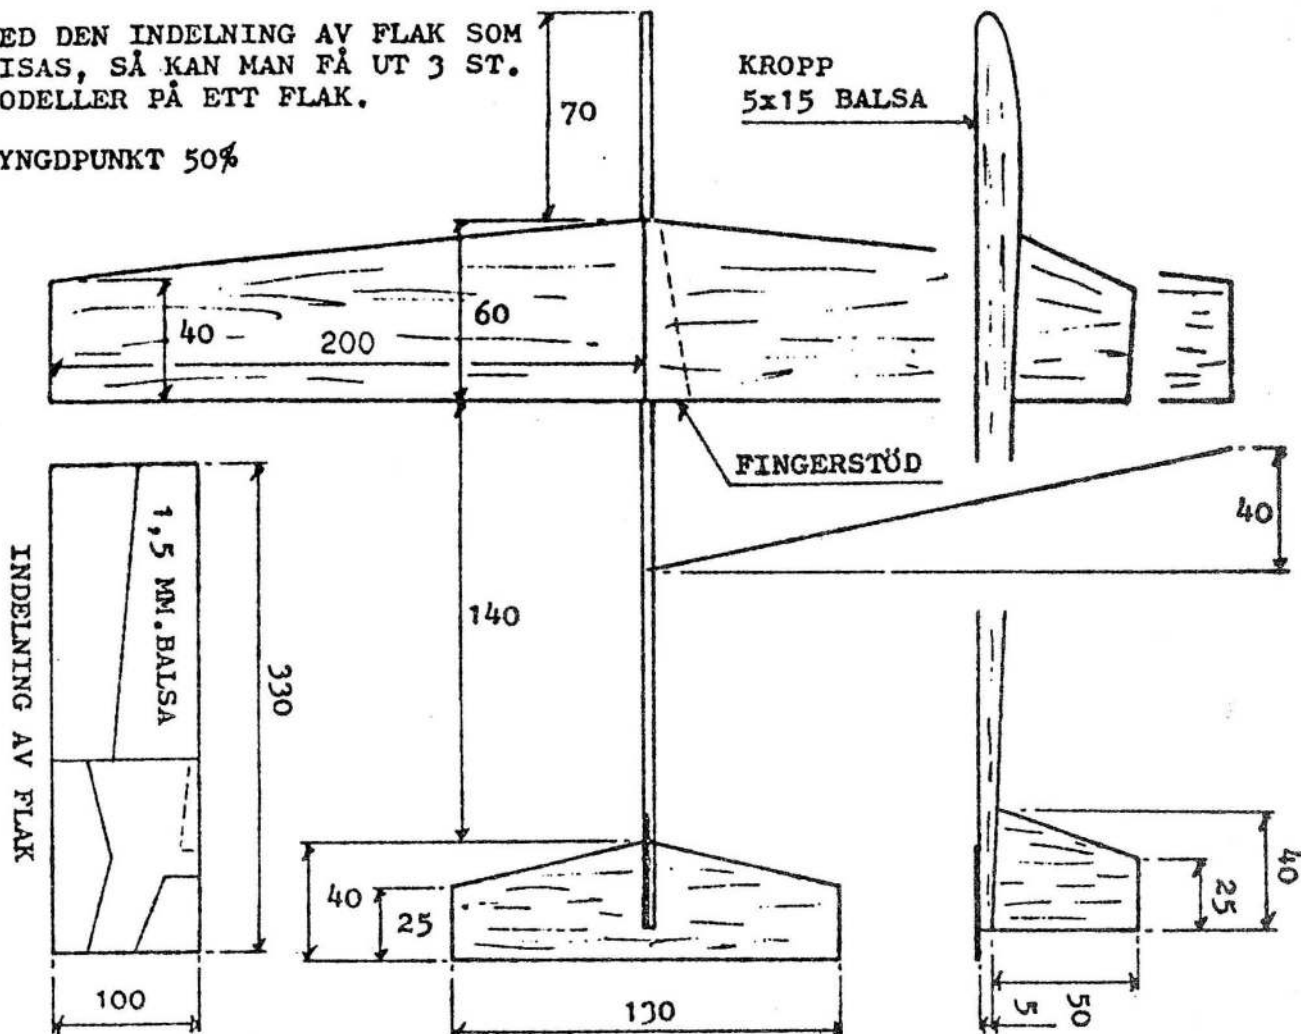 ED DEN INDELNING AV FLAK SOM
ISAS, SÅ KAN MAN FÅ UT 3 ST.
ODELLER PÅ ETT FLAK.
YNGDPUNKT 50%
70
KROPP
5x15 BALSA
40
200
60
FINGERSTÖD
40
140
1,5 MM.BALSA
330
INDELNING AV FLAK
100
40
25
130
40
25
50
5